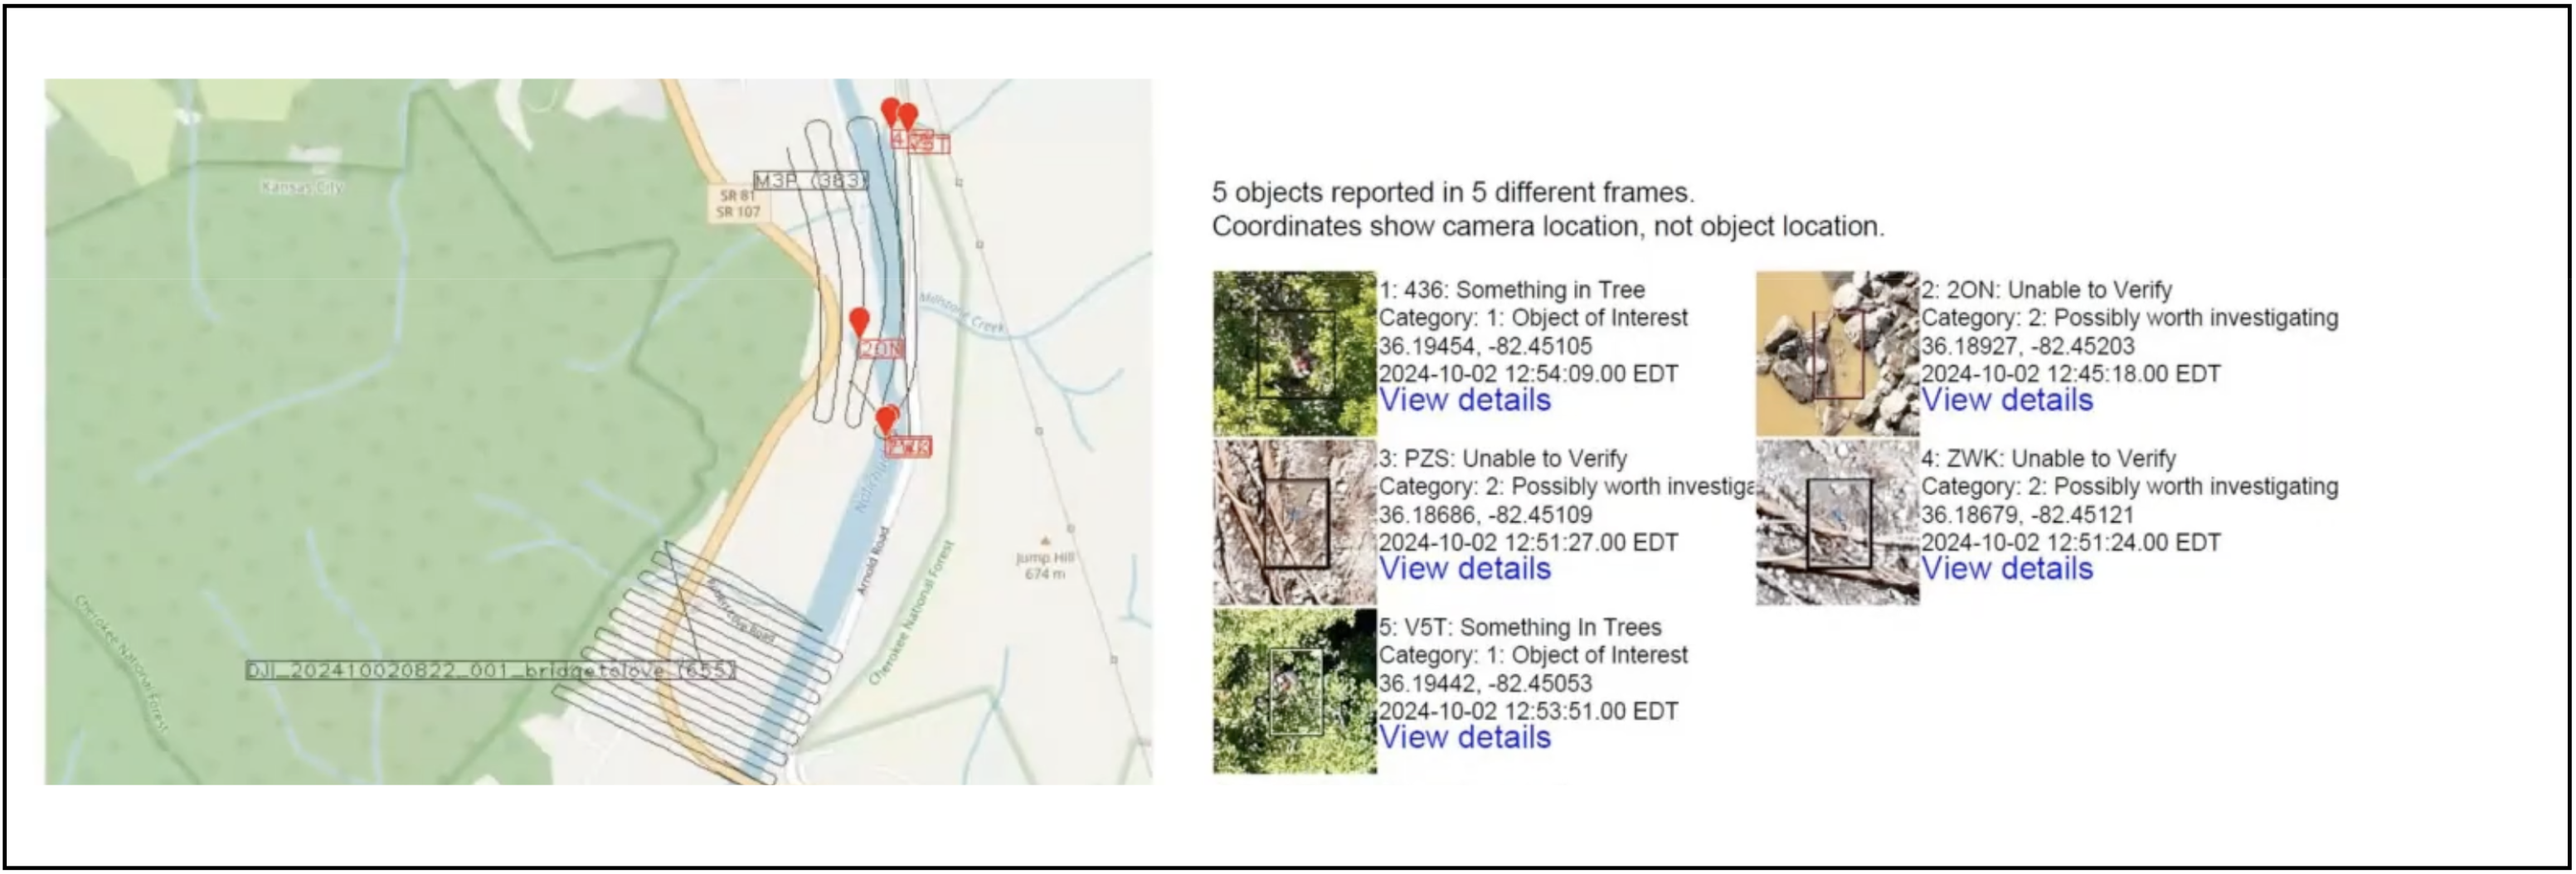 Kansas City
M3P (383)
SR 81
SR 107
2ON
Millstone Creek
Arnold Road
Jump Hill
674 m
Cherokee National Forest
Cherokee National Forest
DJI_202410020822_001_bridgetolove (655)
5 objects reported in 5 different frames.
Coordinates show camera location, not object location.
1: 436: Something in Tree
Category: 1: Object of Interest
36.19454, -82.45105
2024-10-02 12:54:09.00 EDT
View details
2: 2ON: Unable to Verify
Category: 2: Possibly worth investigating
36.18927, -82.45203
2024-10-02 12:45:18.00 EDT
View details
3: PZS: Unable to Verify
Category: 2: Possibly worth investiga
36.18686, -82.45109
2024-10-02 12:51:27.00 EDT
View details
4: ZWK: Unable to Verify
Category: 2: Possibly worth investigating
36.18679, -82.45121
2024-10-02 12:51:24.00 EDT
View details
5: V5T: Something In Trees
Category: 1: Object of Interest
36.19442, -82.45053
2024-10-02 12:53:51.00 EDT
View details